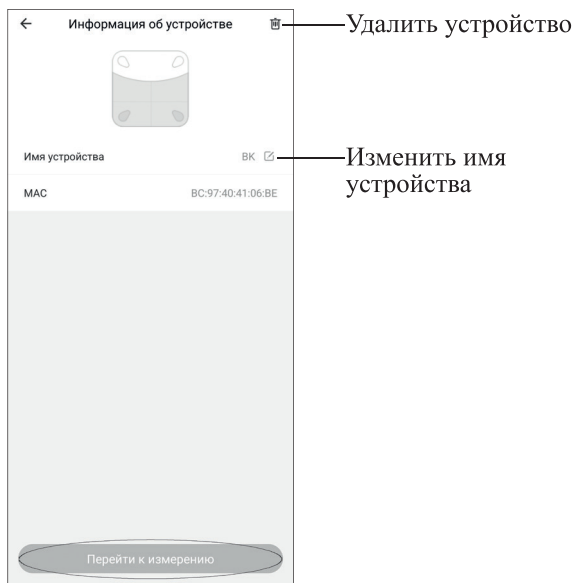 Информация об устройстве
Удалить устройство
Имя устройства
BK
Изменить имя
устройства
MAC
BC:97:40:41:06:BE
Перейти к измерению